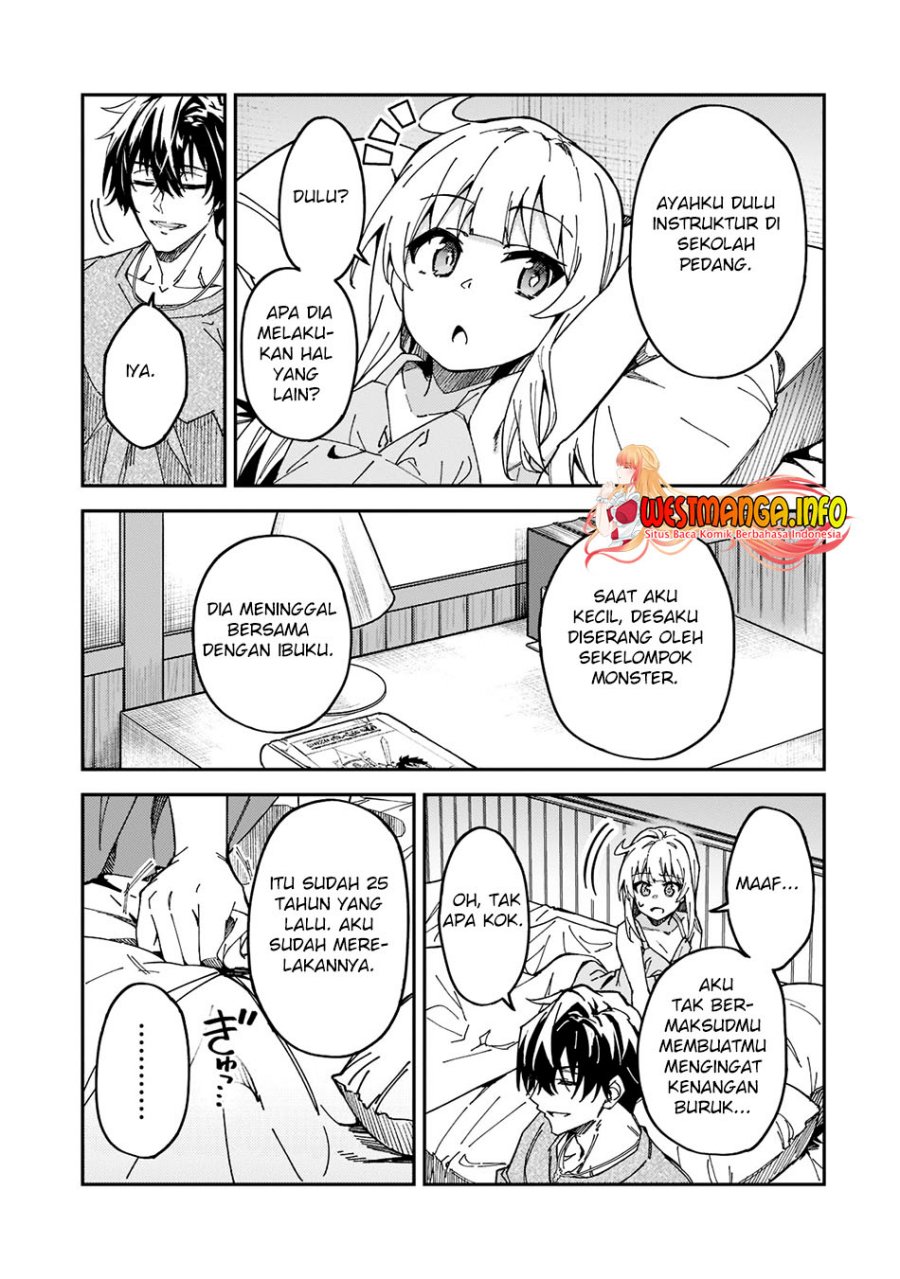 AYAHKU DULU
INSTRUKTUR DI
SEKOLAH
PEDANG.
DULU?
APA DIA
MELAKU-
KAN HAL
YANG
LAIN?
IYA.
WESTMANGA.INFO
Situs Baca Komik Berbahasa Indonesia
SAAT AKU
KECIL, DESAKU
DISERANG OLEH
SEKELOMPOK
MONSTER.
DIA MENINGGAL
BERSAMA
DENGAN IBUKU.
MAAF...
AKU
TAK BER-
MAKSUDMU
MEMBUATMU
MENGINGAT
KENANGAN
BURUK...
OH, TAK
APA KOK.
ITU SUDAH 25
TAHUN YANG
LALU. AKU
SUDAH MERE-
LAKANNYA.
ぎゅっ…
.........